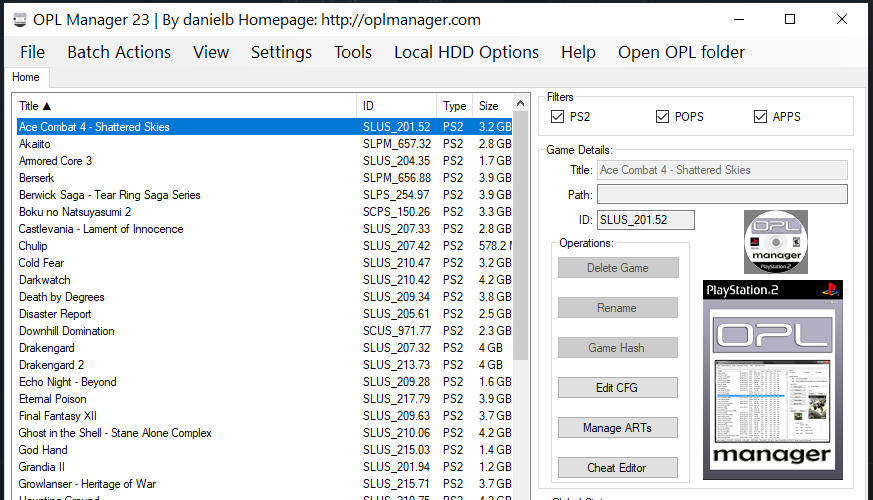 OPL Manager 23 | By danielb Homepage: http://oplmanager.com
File Batch Actions View Settings Tools Local HDD Options Help Open OPL folder
Home
Title ▲ ID Type Size
Ace Combat 4 - Shattered Skies SLUS_201.52 PS2 3.2 GB
Akaiito SLPM_657.32 PS2 2.8 GB
Armored Core 3 SLUS_204.35 PS2 1.7 GB
Berserk SLPM_656.88 PS2 3.9 GB
Berwick Saga - Tear Ring Saga Series SLPS_254.97 PS2 3.9 GB
Boku no Natsuyasumi 2 SCPS_150.26 PS2 3.3 GB
Castlevania - Lament of Innocence SLUS_207.33 PS2 2.8 GB
Chulip SLUS_207.42 PS2 578.2 M
Cold Fear SLUS_210.47 PS2 3.2 GB
Darkwatch SLUS_210.42 PS2 4.2 GB
Death by Degrees SLUS_209.34 PS2 3.8 GB
Disaster Report SLUS_205.61 PS2 2.5 GB
Downhill Domination SCUS_971.77 PS2 2.3 GB
Drakengard SLUS_207.32 PS2 4 GB
Drakengard 2 SLUS_213.73 PS2 4 GB
Echo Night - Beyond SLUS_209.28 PS2 1.6 GB
Eternal Poison SLUS_217.79 PS2 3.9 GB
Final Fantasy XII SLUS_209.63 PS2 3.7 GB
Ghost in the Shell - Stane Alone Complex SLUS_210.06 PS2 4.2 GB
God Hand SLUS_215.03 PS2 1.4 GB
Grandia II SLUS_201.94 PS2 1.2 GB
Growlanser - Heritage of War SLUS_215.71 PS2 3.7 GB
Filters
PS2 POPS APPS
Game Details:
Title: Ace Combat 4 - Shattered Skies
Path:
ID: SLUS_201.52
Operations:
Delete Game
Rename
Game Hash
Edit CFG
Manage ARTs
Cheat Editor
OPL
manager
PlayStation.2
PlayStation.2
OPL
manager